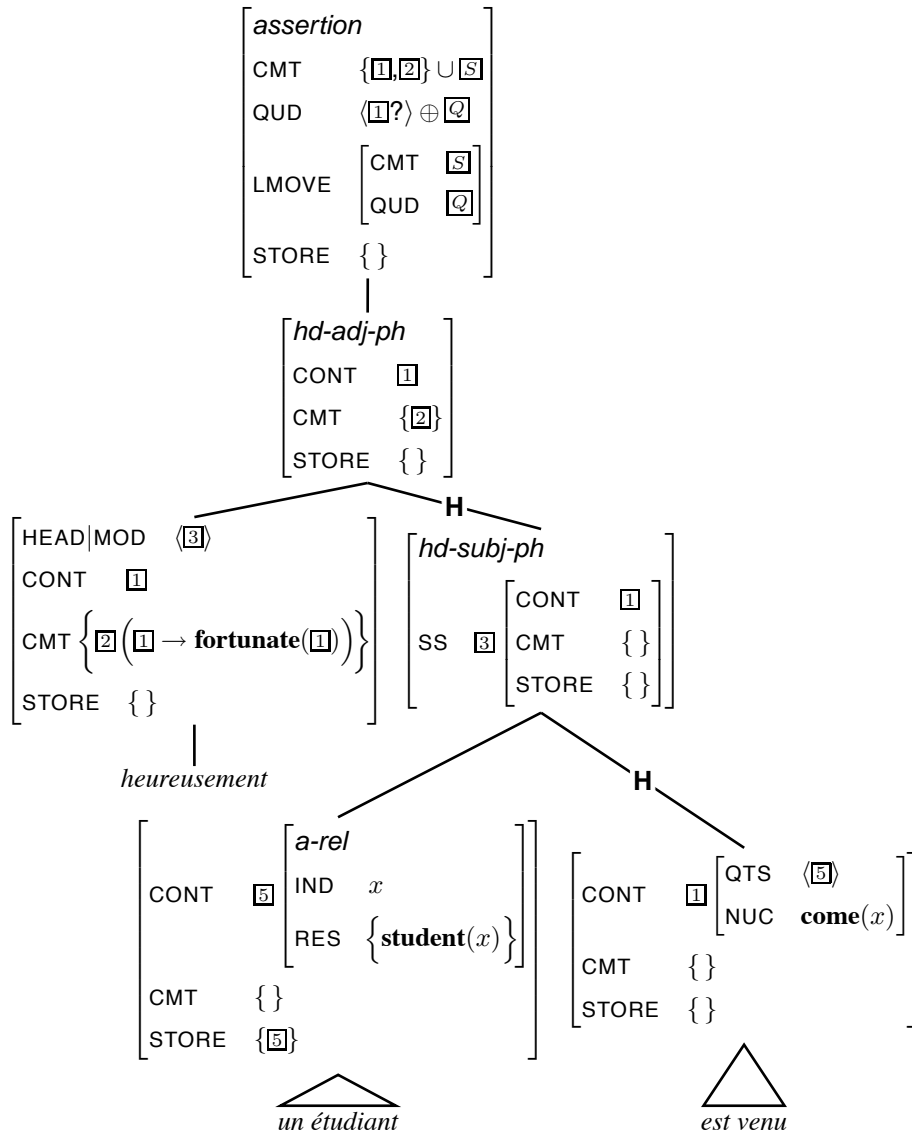 assertion
CMT {1,2} ∪ S
QUD ⟨1?⟩ ⊕ Q
LMOVE CMT S
QUD Q
STORE { }
hd-adj-ph
CONT 1
CMT {2}
STORE { }
H
HEAD|MOD ⟨3⟩
CONT 1
CMT {2 (1 → fortunate(1))}
STORE { }
heureusement
hd-subj-ph
SS 3 CONT 1
CMT { }
STORE { }
H
CONT 5 a-rel
IND x
RES {student(x)}
CMT { }
STORE {5}
un étudiant
CONT 1 QTS ⟨5⟩
NUC come(x)
CMT { }
STORE { }
est venu